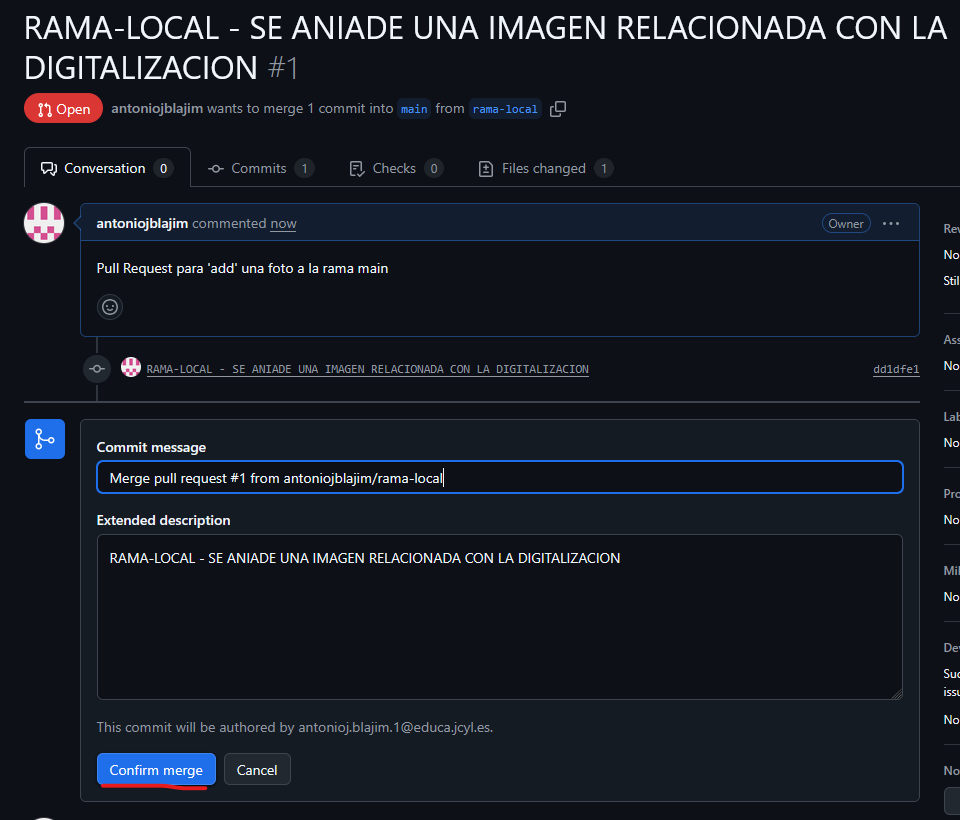 RAMA-LOCAL - SE ANIADE UNA IMAGEN RELACIONADA CON LA
DIGITALIZACION #1
Open antoniojblajim wants to merge 1 commit into main from rama-local
Conversation 0 Commits 1 Checks 0 Files changed 1
antoniojblajim commented now Owner
Pull Request para 'add' una foto a la rama main
RAMA-LOCAL - SE ANIADE UNA IMAGEN RELACIONADA CON LA DIGITALIZACION dd1dfe1
Commit message
Merge pull request #1 from antoniojblajim/rama-local
Extended description
RAMA-LOCAL - SE ANIADE UNA IMAGEN RELACIONADA CON LA DIGITALIZACION
This commit will be authored by antonioj.blajim.1@educa.jcyl.es.
Confirm merge Cancel
Rev
No
Stil
Ass
No
Lab
No
Pro
No
Mil
No
Dev
Suc
issu
No
No